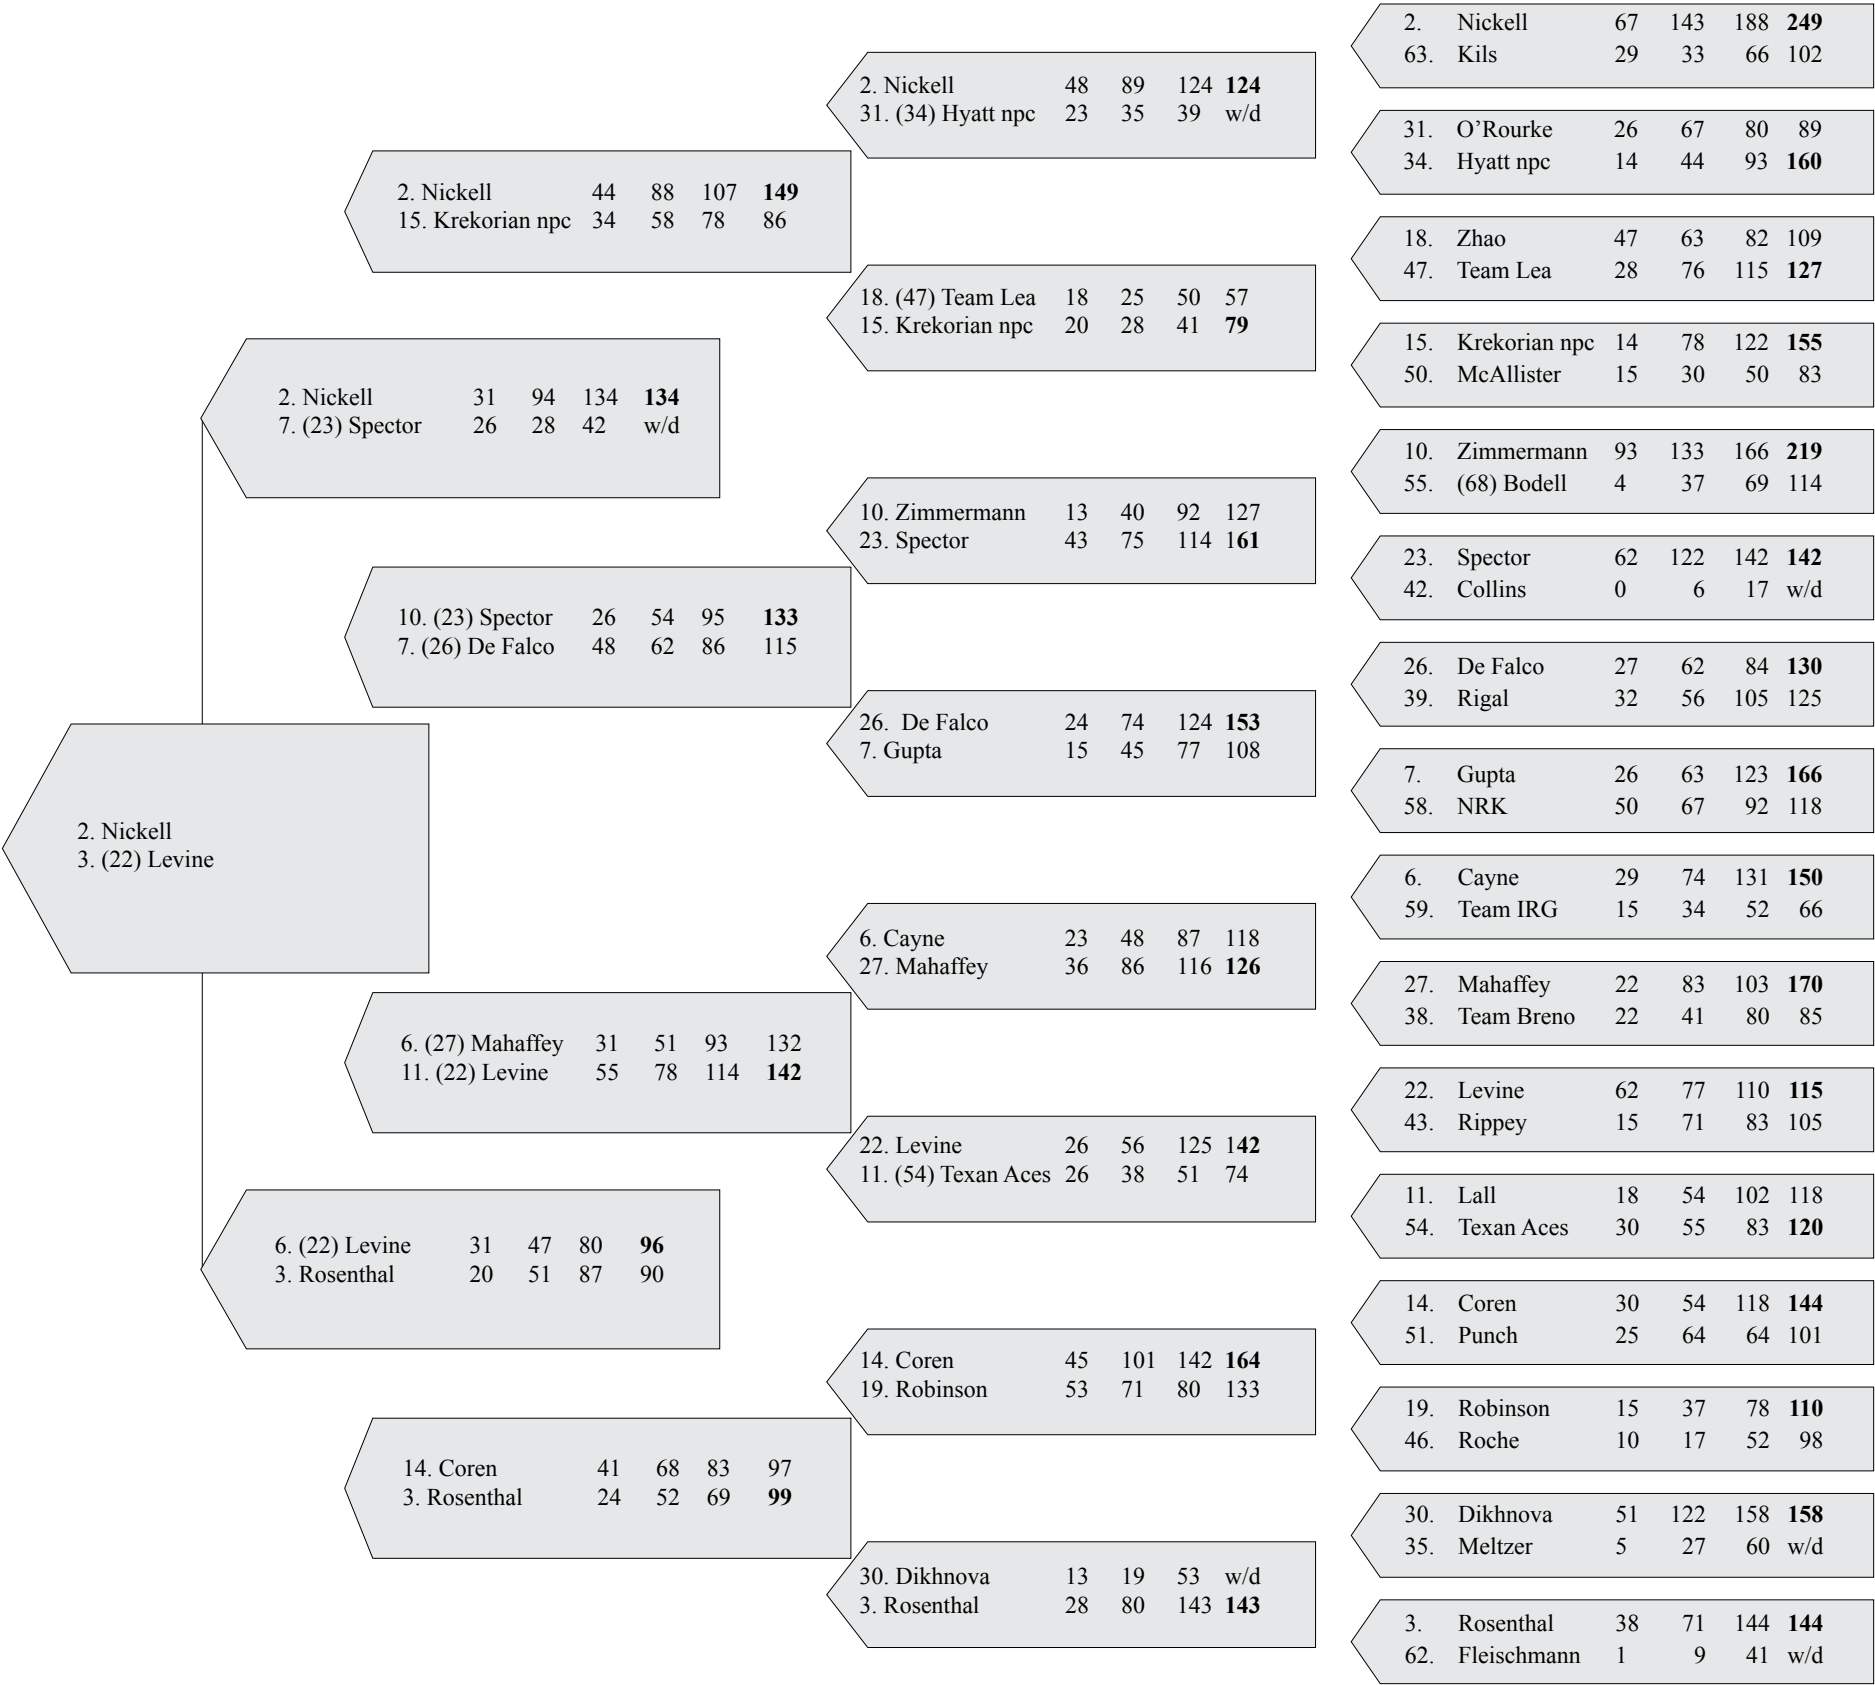 2. Nickell 67 143 188 249
63. Kils 29 33 66 102
31. O’Rourke 26 67 80 89
34. Hyatt npc 14 44 93 160
18. Zhao 47 63 82 109
47. Team Lea 28 76 115 127
15. Krekorian npc 14 78 122 155
50. McAllister 15 30 50 83
10. Zimmermann 93 133 166 219
55. (68) Bodell 4 37 69 114
23. Spector 62 122 142 142
42. Collins 0 6 17 w/d
26. De Falco 27 62 84 130
39. Rigal 32 56 105 125
7. Gupta 26 63 123 166
58. NRK 50 67 92 118
6. Cayne 29 74 131 150
59. Team IRG 15 34 52 66
27. Mahaffey 22 83 103 170
38. Team Breno 22 41 80 85
22. Levine 62 77 110 115
43. Rippey 15 71 83 105
11. Lall 18 54 102 118
54. Texan Aces 30 55 83 120
14. Coren 30 54 118 144
51. Punch 25 64 64 101
19. Robinson 15 37 78 110
46. Roche 10 17 52 98
30. Dikhnova 51 122 158 158
35. Meltzer 5 27 60 w/d
3. Rosenthal 38 71 144 144
62. Fleischmann 1 9 41 w/d
2. Nickell 48 89 124 124
31. (34) Hyatt npc 23 35 39 w/d
18. (47) Team Lea 18 25 50 57
15. Krekorian npc 20 28 41 79
10. Zimmermann 13 40 92 127
23. Spector 43 75 114 161
26. De Falco 24 74 124 153
7. Gupta 15 45 77 108
6. Cayne 23 48 87 118
27. Mahaffey 36 86 116 126
22. Levine 26 56 125 142
11. (54) Texan Aces 26 38 51 74
14. Coren 45 101 142 164
19. Robinson 53 71 80 133
30. Dikhnova 13 19 53 w/d
3. Rosenthal 28 80 143 143
2. Nickell 44 88 107 149
15. Krekorian npc 34 58 78 86
10. (23) Spector 26 54 95 133
7. (26) De Falco 48 62 86 115
6. (27) Mahaffey 31 51 93 132
11. (22) Levine 55 78 114 142
14. Coren 41 68 83 97
3. Rosenthal 24 52 69 99
2. Nickell 31 94 134 134
7. (23) Spector 26 28 42 w/d
6. (22) Levine 31 47 80 96
3. Rosenthal 20 51 87 90
2. Nickell
3. (22) Levine